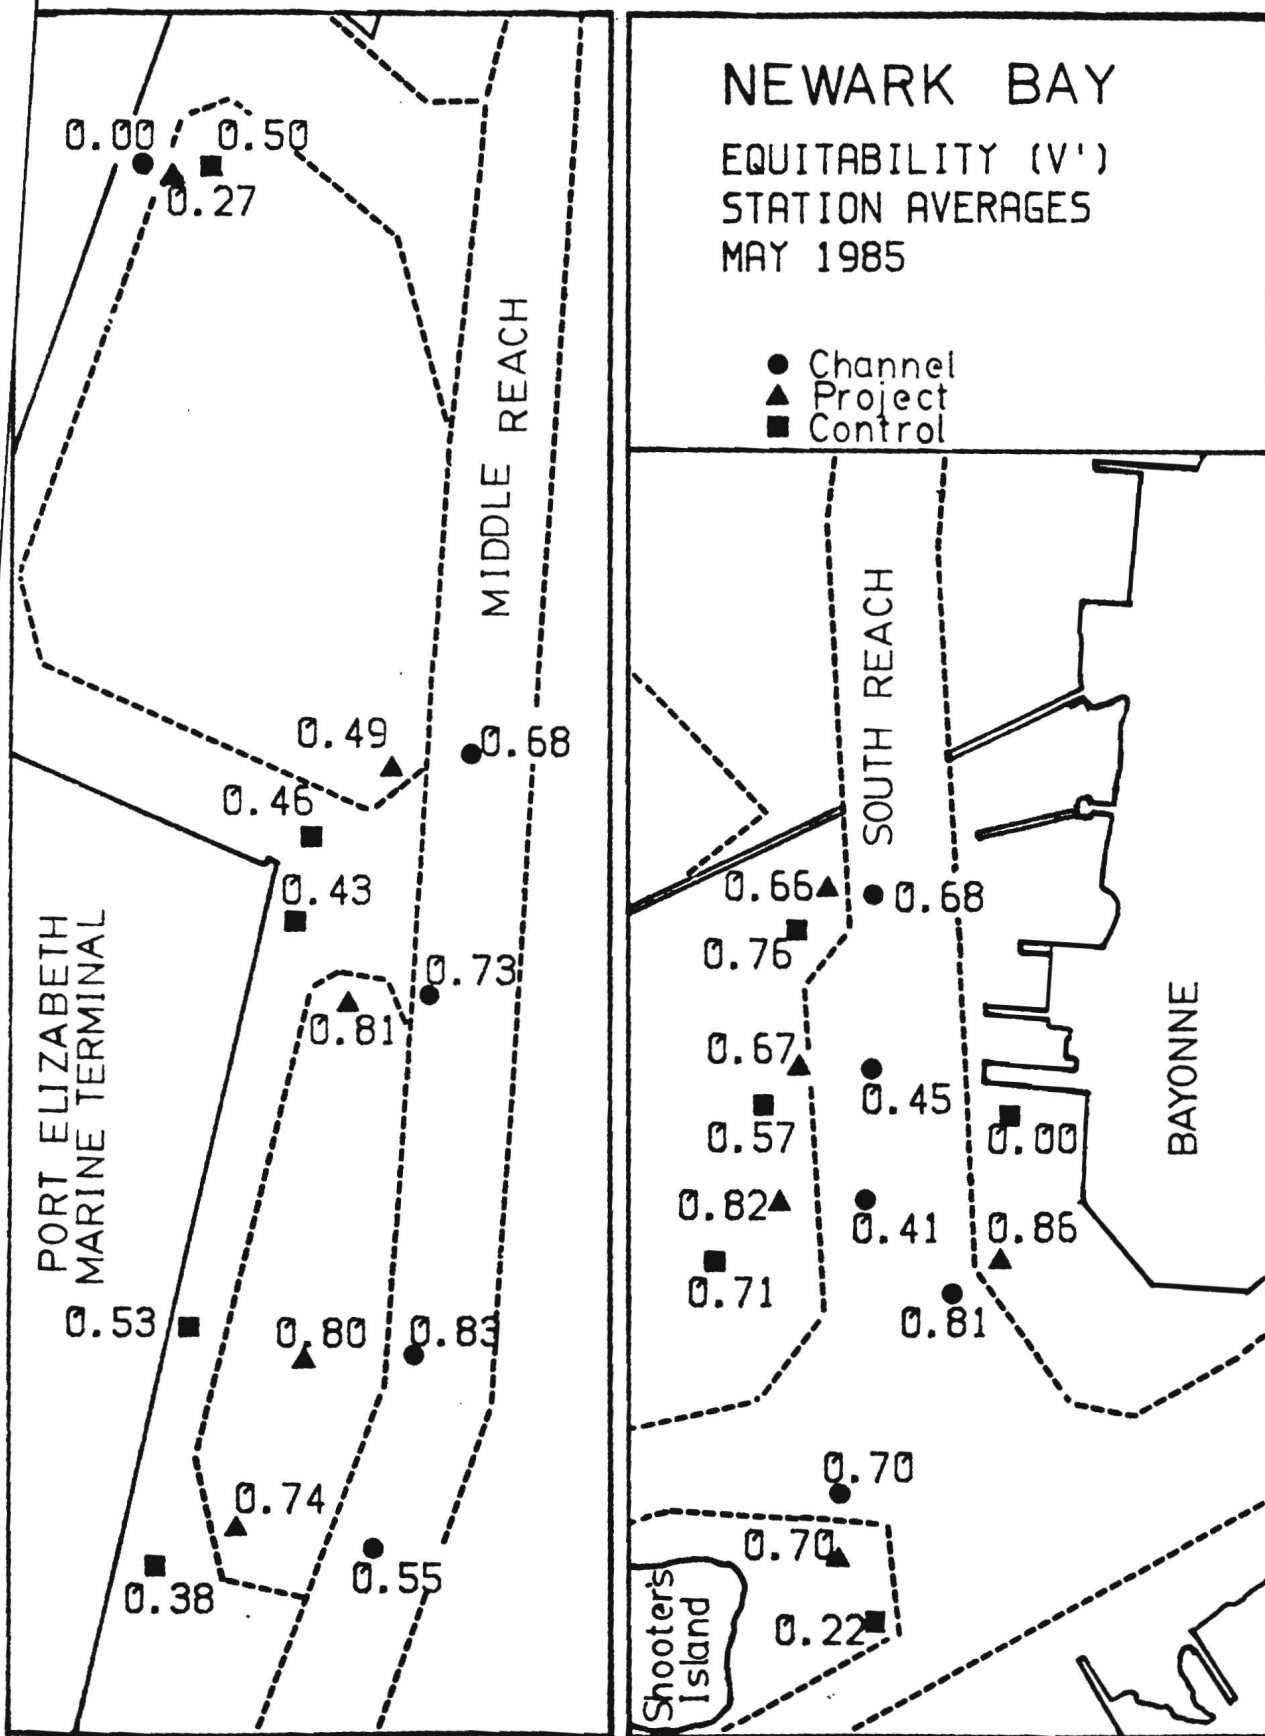 NEWARK BAY
EQUITABILITY (V')
STATION AVERAGES
MAY 1985
Channel
Project
Control
0.00
0.50
0.27
MIDDLE REACH
0.49
0.68
0.46
0.43
0.73
0.81
PORT ELIZABETH
MARINE TERMINAL
0.53
0.80
0.83
0.74
0.55
0.38
SOUTH REACH
0.66
0.68
0.76
0.67
0.45
0.57
0.00
BAYONNE
0.82
0.41
0.86
0.71
0.81
0.70
0.70
0.22
Shooter's
Island